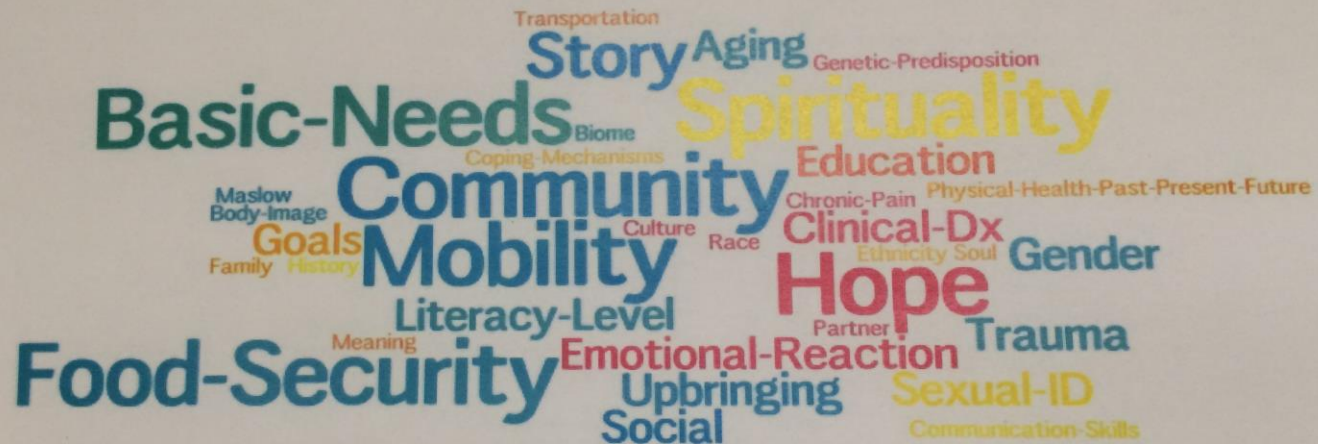 Transportation
Story Aging Genetic-Predisposition
Basic-Needs Biome Spirituality
Coping-Mechanisms Education
Maslow Community Chronic-Pain Physical-Health-Past-Present-Future
Body-Image Culture Race Clinical-Dx
Goals Mobility Ethnicity Soul Gender
Family History Hope
Literacy-Level Partner Trauma
Meaning Emotional-Reaction
Food-Security Upbringing Sexual-ID
Social Communication-Skills